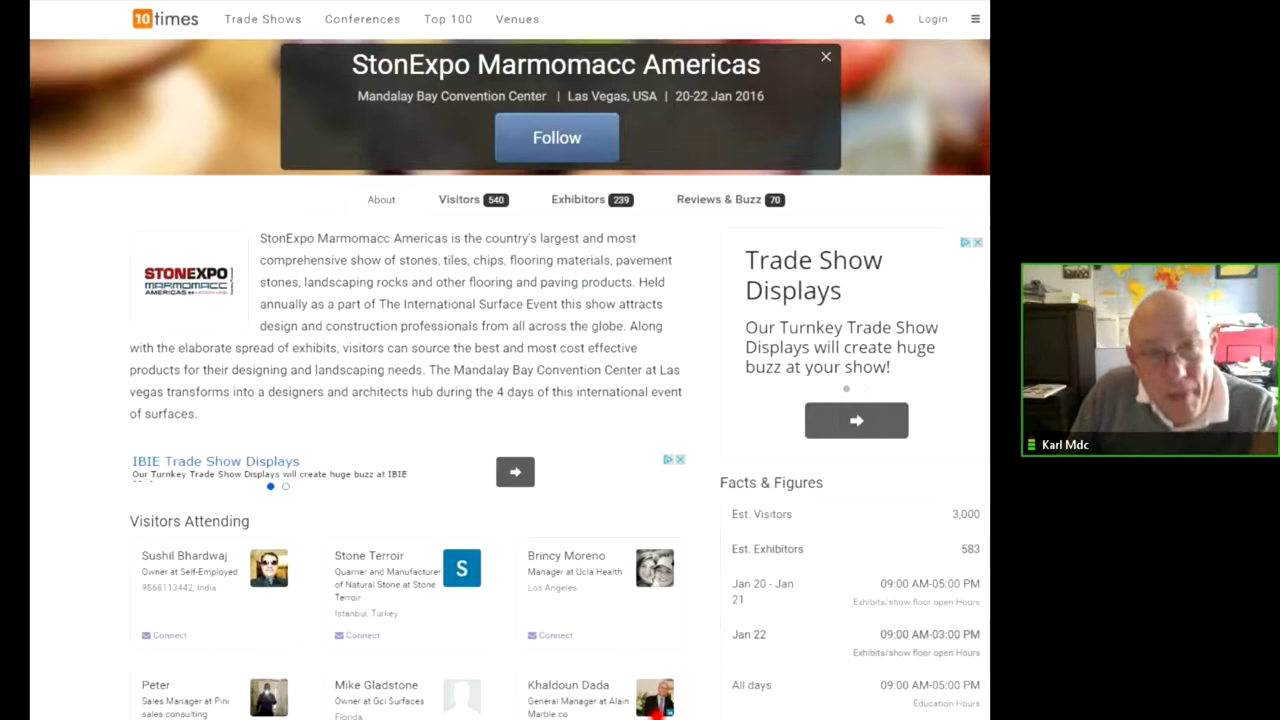 10times Trade Shows Conferences Top 100 Venues Login
StonExpo Marmomacc Americas
Mandalay Bay Convention Center | Las Vegas, USA | 20-22 Jan 2016
Follow
About Visitors 540 Exhibitors 239 Reviews & Buzz 70
STONEXPO
MARMOMACC
AMERICAS
StonExpo Marmomacc Americas is the country's largest and most
comprehensive show of stones, tiles, chips, flooring materials, pavement
stones, landscaping rocks and other flooring and paving products. Held
annually as a part of The International Surface Event this show attracts
design and construction professionals from all across the globe. Along
with the elaborate spread of exhibits, visitors can source the best and most cost effective
products for their designing and landscaping needs. The Mandalay Bay Convention Center at Las
vegas transforms into a designers and architects hub during the 4 days of this international event
of surfaces.
Trade Show
Displays
Our Turnkey Trade Show
Displays will create huge
buzz at your show!
IBIE Trade Show Displays
Our Turnkey Trade Show Displays will create huge buzz at IBIE
Visitors Attending
Sushil Bhardwaj
Owner at Self-Employed
9868113442, India
Connect
Stone Terroir
Quarrier and Manufacturer
of Natural Stone at Stone
Terroir
Istanbul, Turkey
Connect
S
Brincy Moreno
Manager at Ucla Health
Los Angeles
Connect
Peter
Sales Manager at Pini
sales consulting
Mike Gladstone
Owner at Gci Surfaces
Florida
Khaldoun Dada
General Manager at Alain
Marble.co
Facts & Figures
Est. Visitors 3,000
Est. Exhibitors 583
Jan 20 - Jan 21 09:00 AM-05:00 PM
Exhibits/show floor open Hours
Jan 22 09:00 AM-03:00 PM
Exhibits/show floor open Hours
All days 09:00 AM-05:00 PM
Education Hours
Karl Mdc